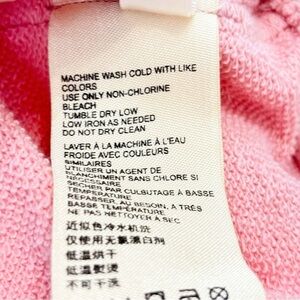 MACHINE WASH COLD WITH LIKE
COLORS
USE ONLY NON-CHLORINE
BLEACH
TUMBLE DRY LOW
LOW IRON AS NEEDED
DO NOT DRY CLEAN
LAVER À LA MACHINE À L'EAU
FROIDE AVEC COULEURS
SIMILAIRES
UTILISER UN AGENT DE
BLANCHIMENT SANS CHLORE SI
NÉCESSAIRE
SÉCHER PAR CULBUTAGE À BASSE
TEMPÉRATURE
REPASSER, AU BESOIN, À TRÈS
BASSE TEMPÉRATURE
NE PAS NETTOYER À SEC
近似色冷水机洗
仅使用无氯漂白剂
低温烘干
低温熨烫
不可干洗